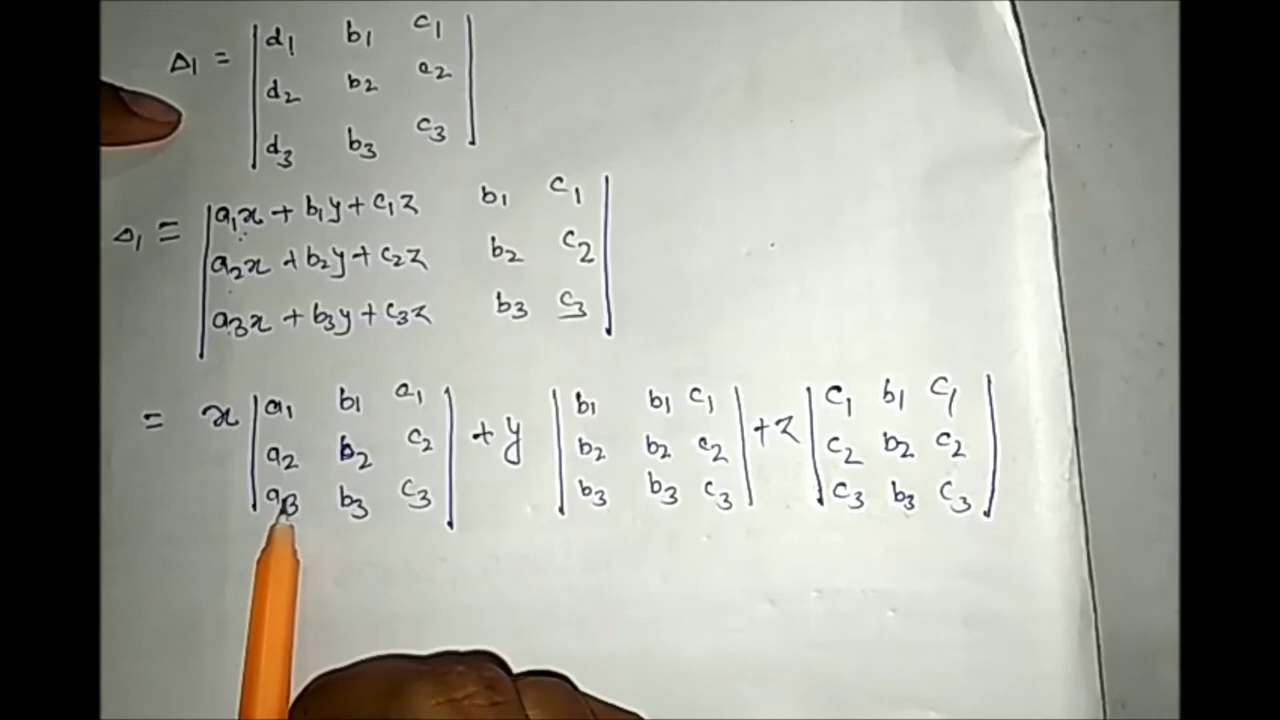 d1 b1 c1
Δ1 = d2 b2 a2
d3 b3 c3
a1x + b1y + c1z b1 c1
Δ1 = a2x + b2y + c2z b2 c2
a3x + b3y + c3z b3 c3
a1 b1 a1 b1 b1 c1 c1 b1 c1
= x a2 b2 c2 + y b2 b2 c2 + z c2 b2 c2
a3 b3 c3 b3 b3 c3 c3 b3 c3